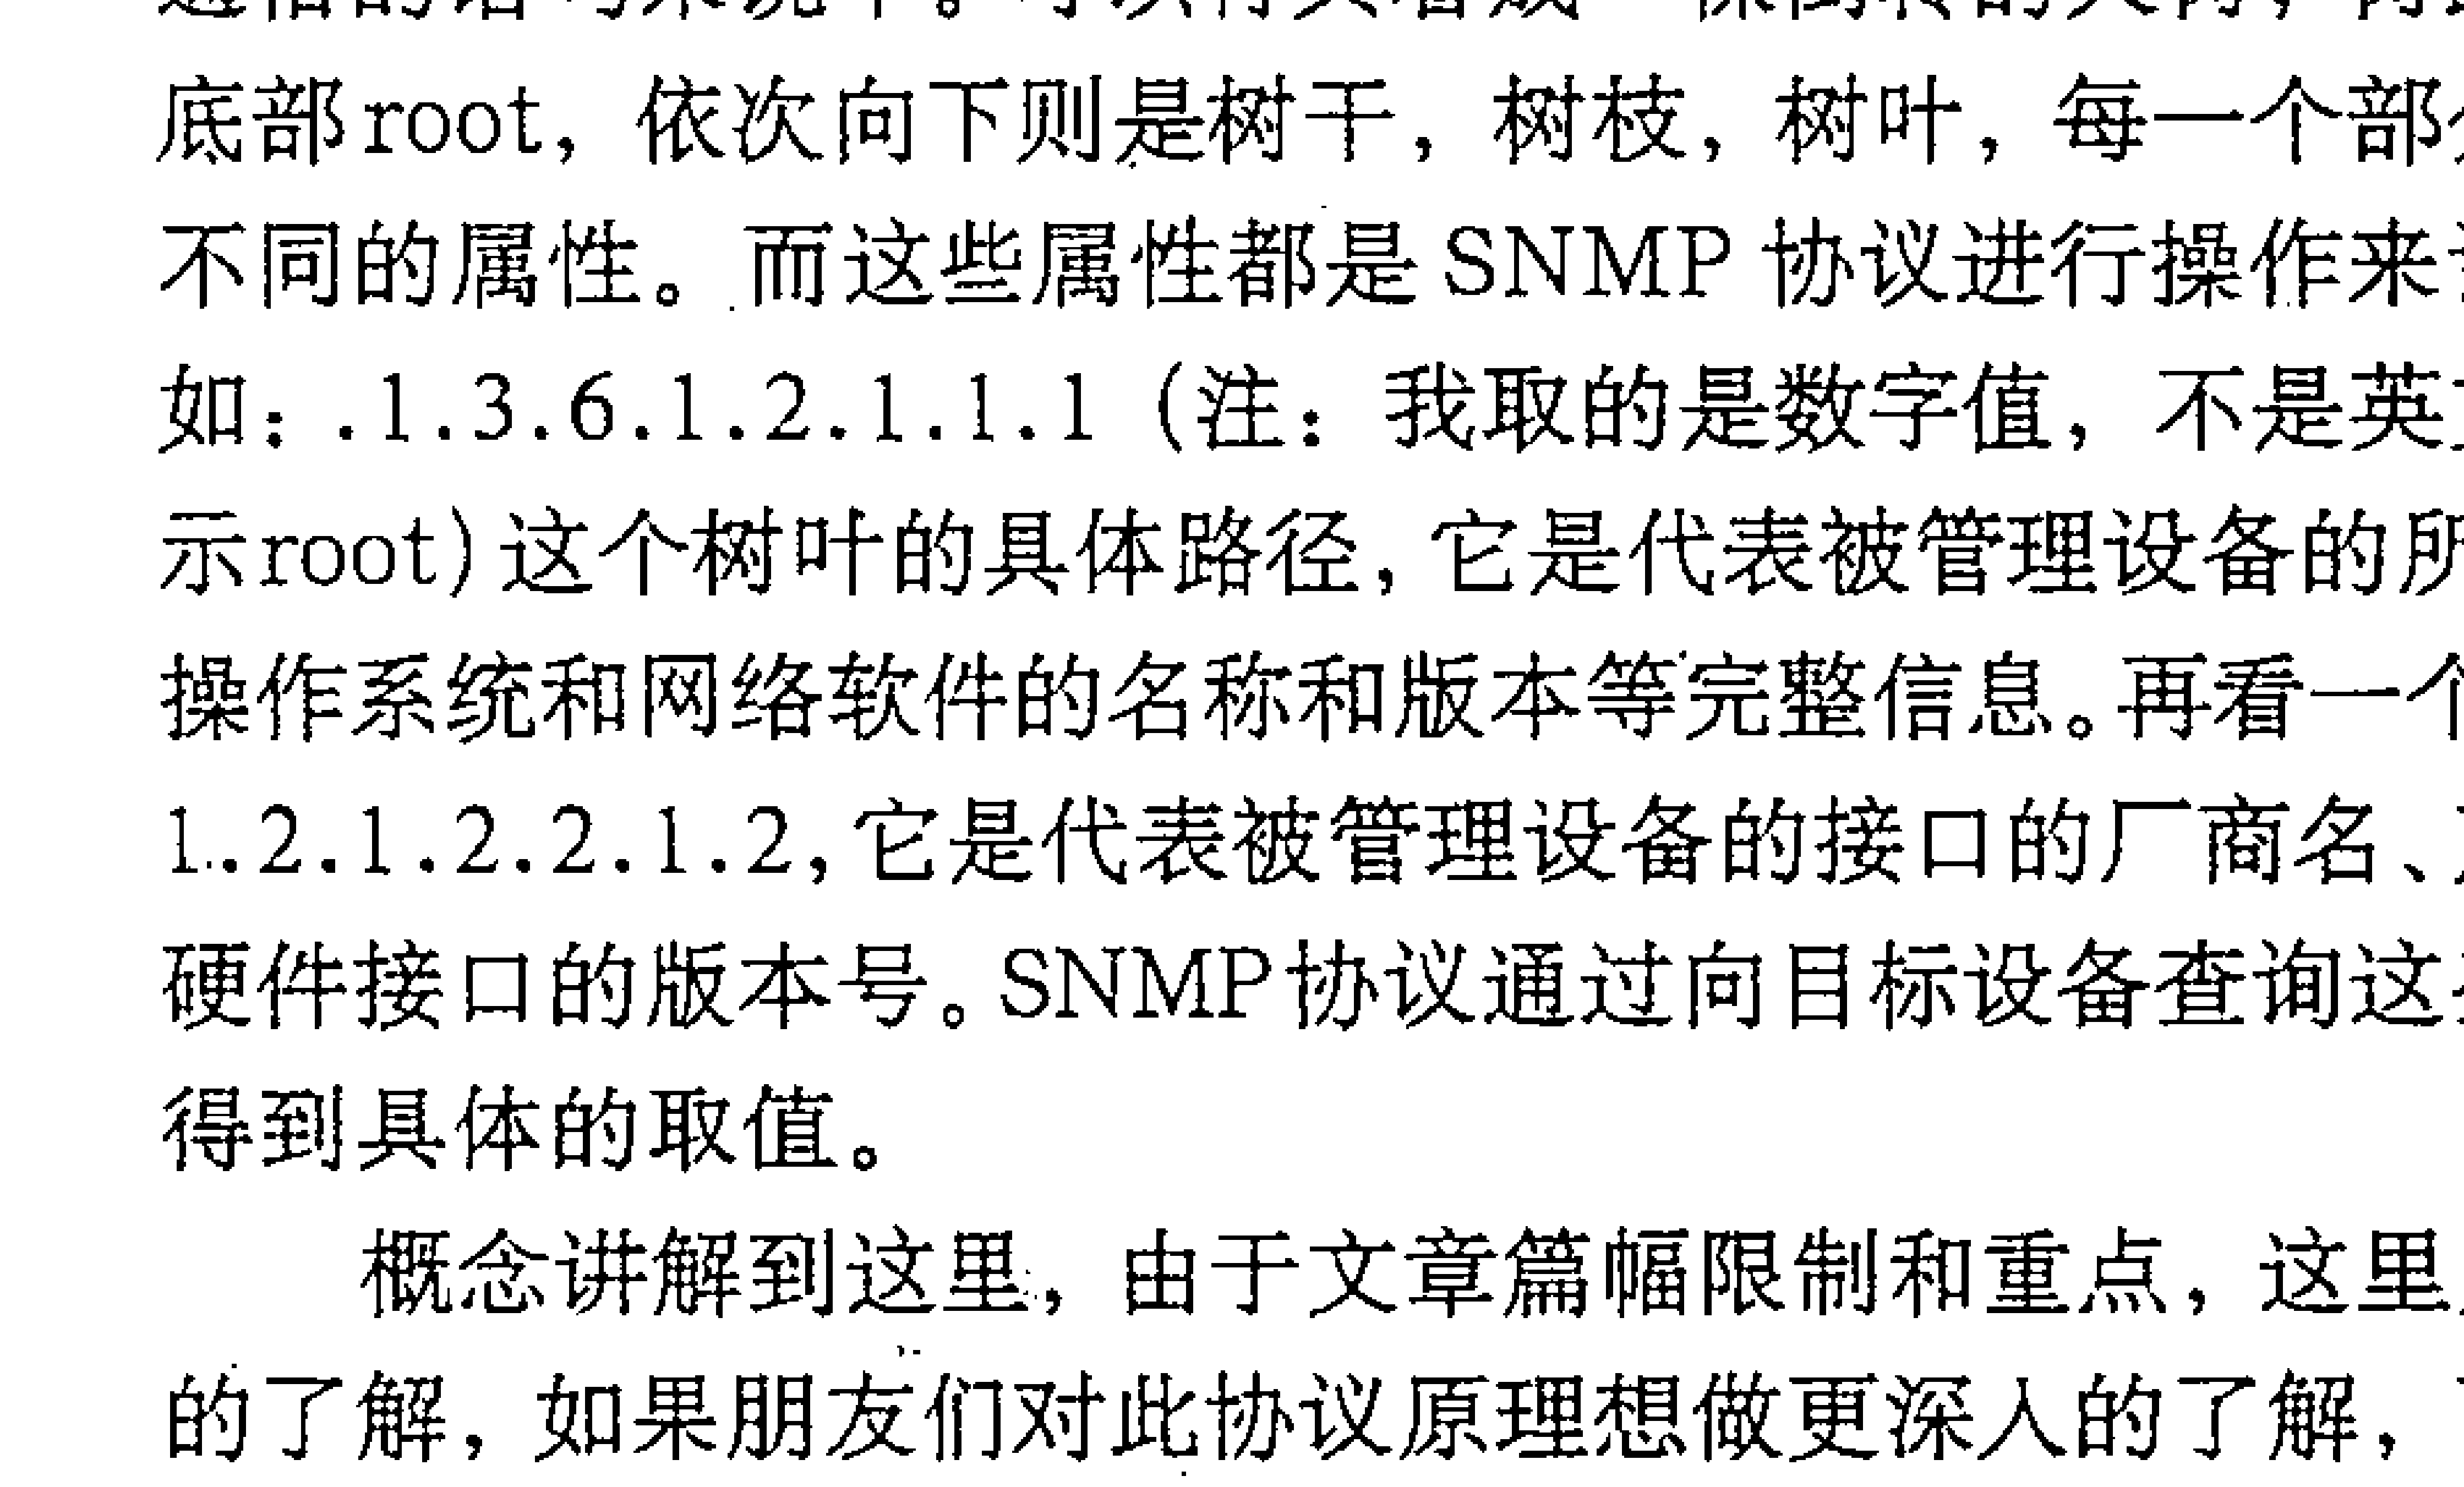 底部root，依次向下则是树干，树枝，树叶，每一个部
不同的属性。而这些属性都是SNMP协议进行操作来
如：.1.3.6.1.2.1.1.1（注：我取的是数字值，不是英
示root)这个树叶的具体路径，它是代表被管理设备的所
操作系统和网络软件的名称和版本等完整信息。再看一个
1.2.1.2.2.1.2，它是代表被管理设备的接口的厂商名、
硬件接口的版本号。SNMP协议通过向目标设备查询这
得到具体的取值。
概念讲解到这里，由于文章篇幅限制和重点，这里
的了解，如果朋友们对此协议原理想做更深入的了解，